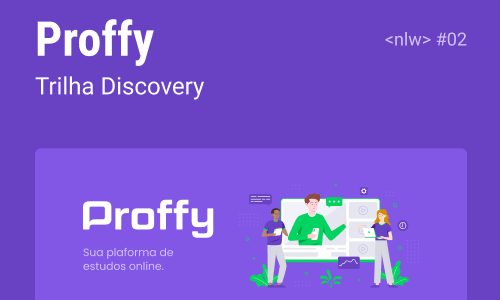 Proffy
<nlw> #02
Trilha Discovery
Proffy
Sua plaforma de
estudos online.